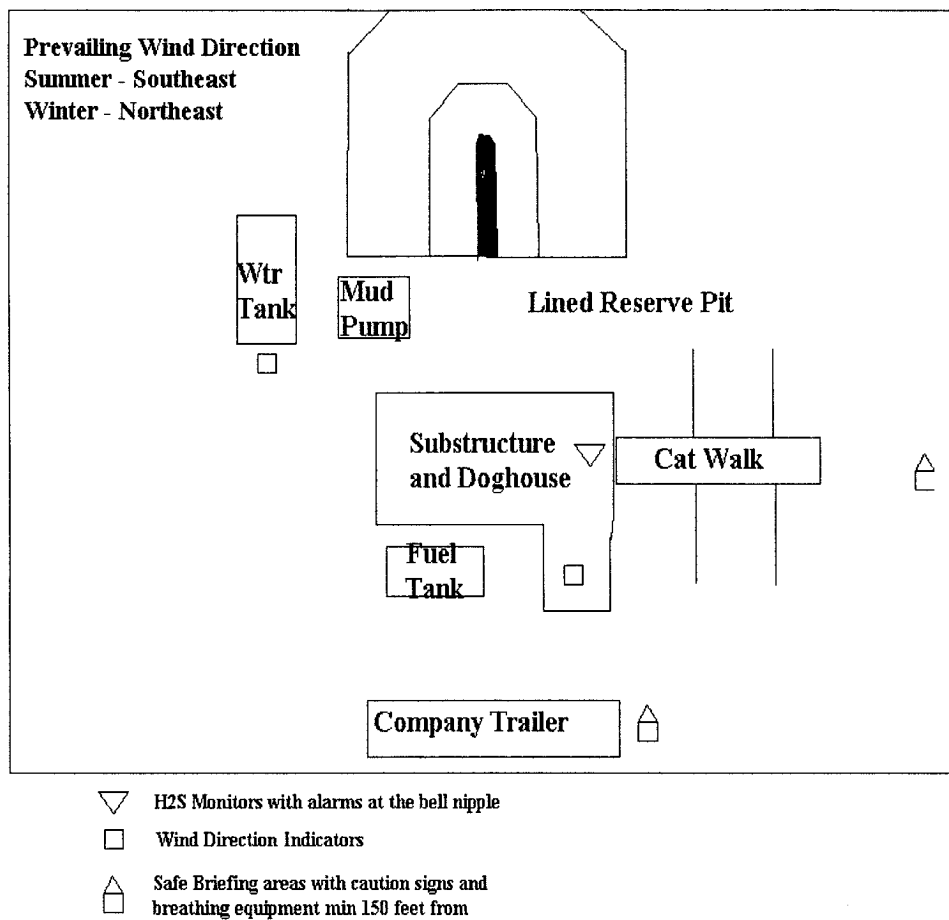 Prevailing Wind Direction
Summer - Southeast
Winter - Northeast
Wtr
Tank
Mud
Pump
Lined Reserve Pit
Substructure
and Doghouse
Cat Walk
Fuel
Tank
Company Trailer
H2S Monitors with alarms at the bell nipple
Wind Direction Indicators
Safe Briefing areas with caution signs and
breathing equipment min 150 feet from